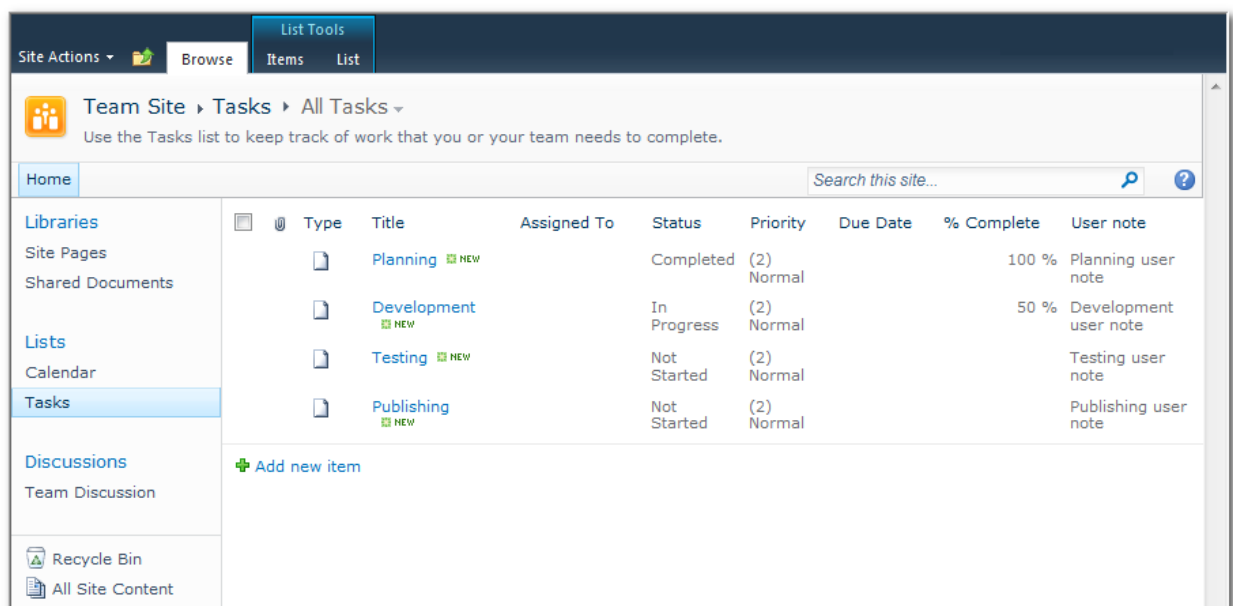 List Tools
Site Actions Browse Items List
Team Site Tasks All Tasks
Use the Tasks list to keep track of work that you or your team needs to complete.
Home Search this site...
Libraries
Site Pages
Shared Documents
Lists
Calendar
Tasks
Discussions
Team Discussion
Recycle Bin
All Site Content
Type Title Assigned To Status Priority Due Date % Complete User note
Planning NEW Completed (2) 100 % Planning user
Normal note
Development In (2) 50 % Development
NEW Progress Normal user note
Testing NEW Not (2) Testing user
Started Normal note
Publishing Not (2) Publishing user
NEW Started Normal note
Add new item